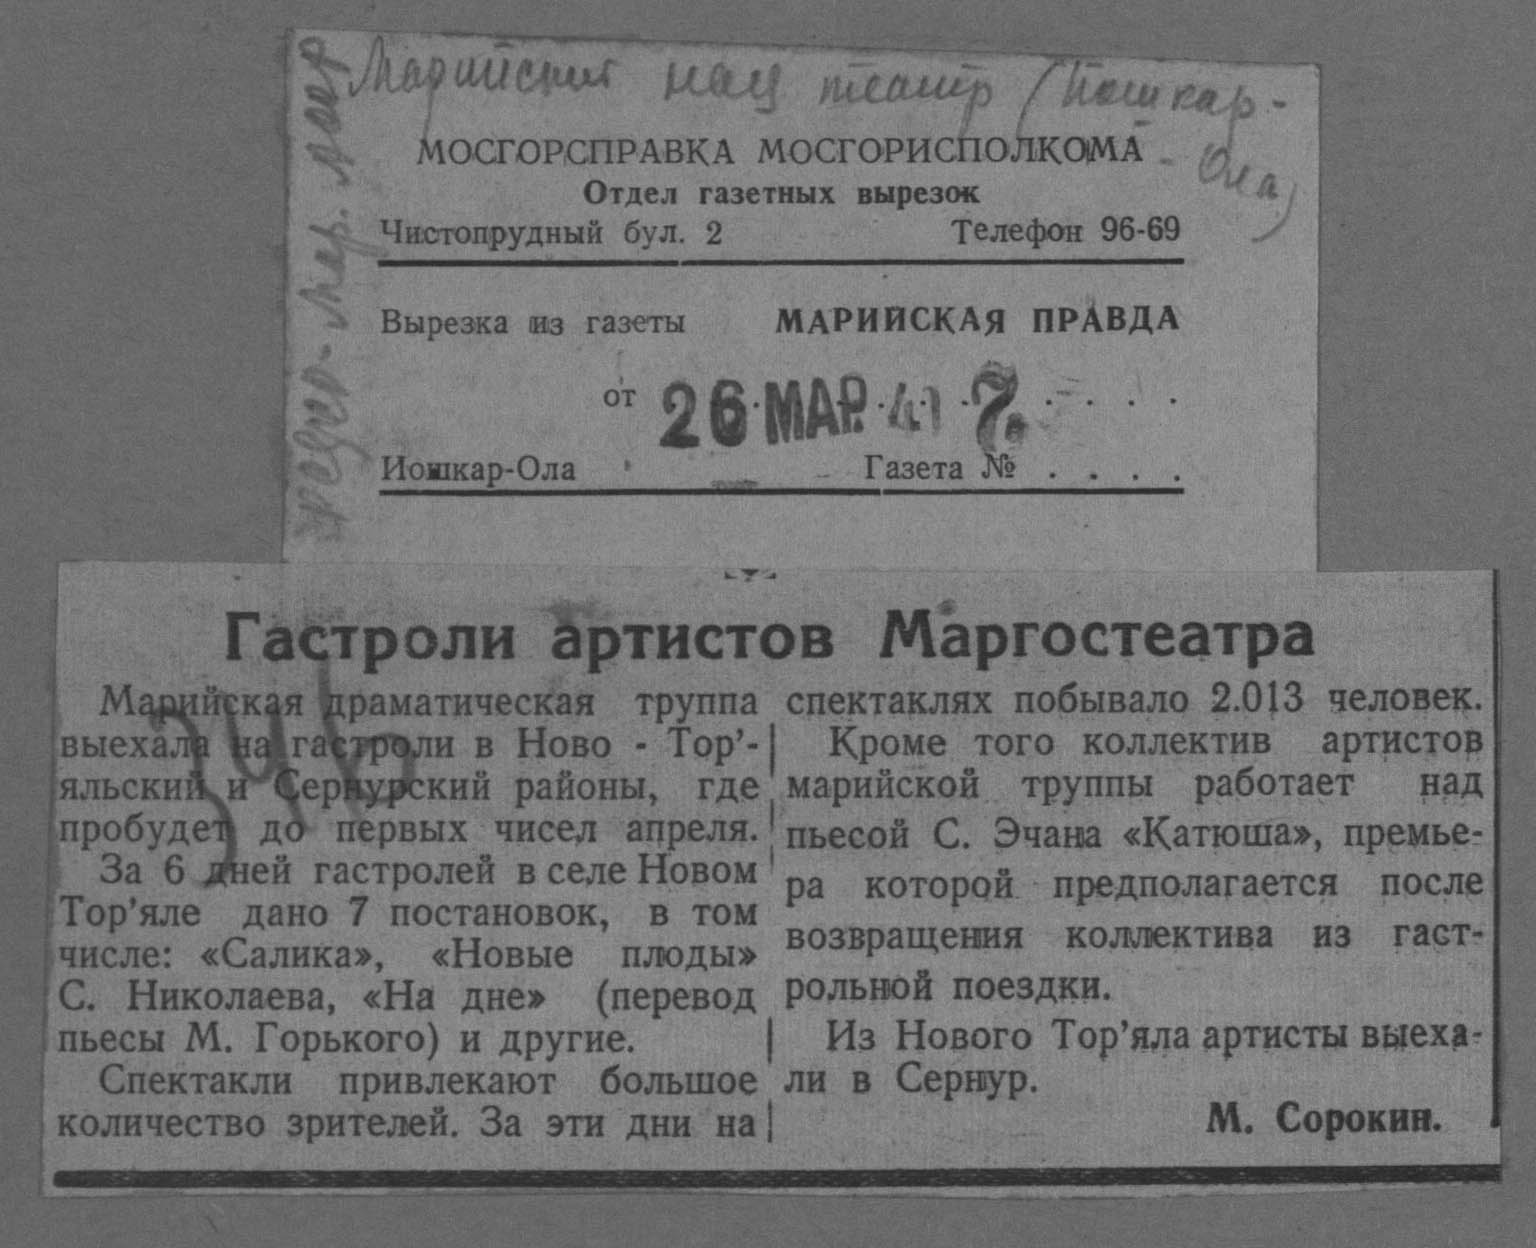 Марийский нац театр (Йошкар-
- Ола)
МОСГОРСПРАВКА МОСГОРИСПОЛКОМА
Отдел газетных вырезок
Чистопрудный бул. 2 Телефон 96-69
Вырезка из газеты МАРИЙСКАЯ ПРАВДА
от 26 МАР. 41
Иошкар-Ола Газета № . . . .
Гастроли артистов Маргостеатра
Марийская драматическая труппа
выехала на гастроли в Ново - Тор’-
яльский и Сернурский районы, где
пробудет до первых чисел апреля.
За 6 дней гастролей в селе Новом
Тор’яле дано 7 постановок, в том
числе: «Салика», «Новые плоды»
С. Николаева, «На дне» (перевод
пьесы М. Горького) и другие.
Спектакли привлекают большое
количество зрителей. За эти дни на
спектаклях побывало 2.013 человек.
Кроме того коллектив артистов
марийской труппы работает над
пьесой С. Эчана «Катюша», премье-
ра которой предполагается после
возвращения коллектива из гаст-
рольной поездки.
Из Нового Тор’яла артисты выеха-
ли в Сернур.
М. Сорокин.